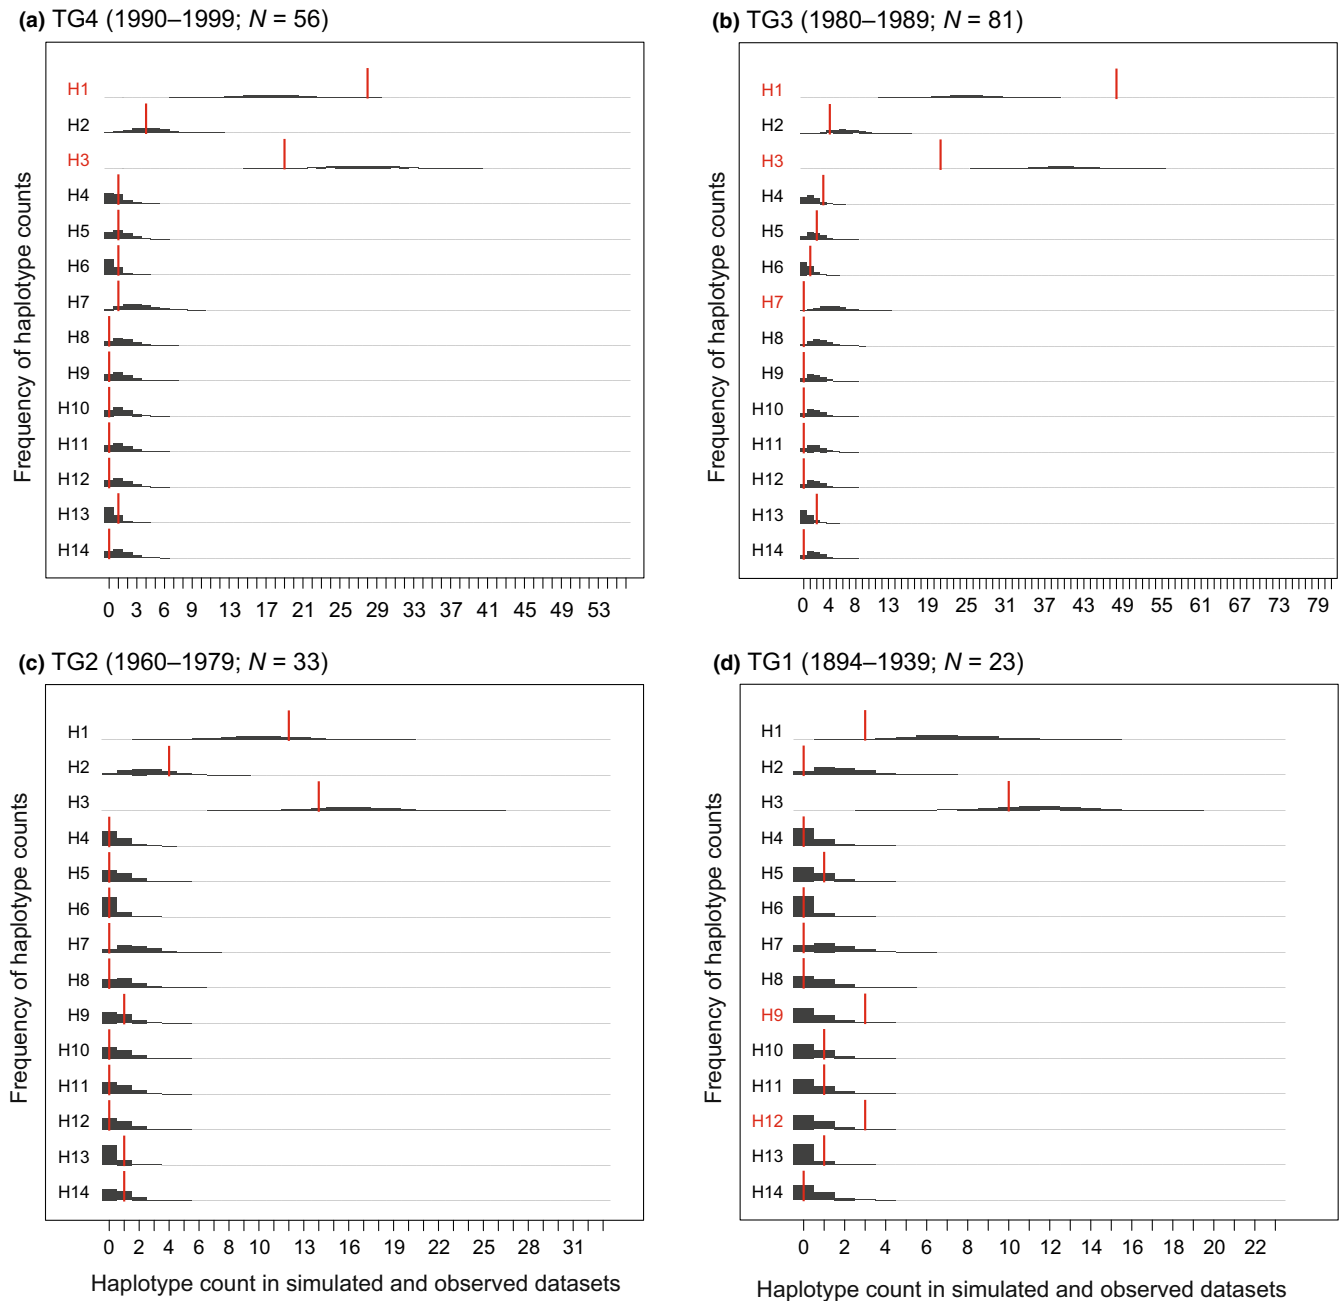 (a) TG4 (1990–1999; N = 56)
Frequency of haplotype counts
H1
H2
H3
H4
H5
H6
H7
H8
H9
H10
H11
H12
H13
H14
0 3 6 9 13 17 21 25 29 33 37 41 45 49 53
(b) TG3 (1980–1989; N = 81)
Frequency of haplotype counts
H1
H2
H3
H4
H5
H6
H7
H8
H9
H10
H11
H12
H13
H14
0 4 8 13 19 25 31 37 43 49 55 61 67 73 79
(c) TG2 (1960–1979; N = 33)
Frequency of haplotype counts
H1
H2
H3
H4
H5
H6
H7
H8
H9
H10
H11
H12
H13
H14
0 2 4 6 8 10 13 16 19 22 25 28 31
Haplotype count in simulated and observed datasets
(d) TG1 (1894–1939; N = 23)
Frequency of haplotype counts
H1
H2
H3
H4
H5
H6
H7
H8
H9
H10
H11
H12
H13
H14
0 2 4 6 8 10 12 14 16 18 20 22
Haplotype count in simulated and observed datasets